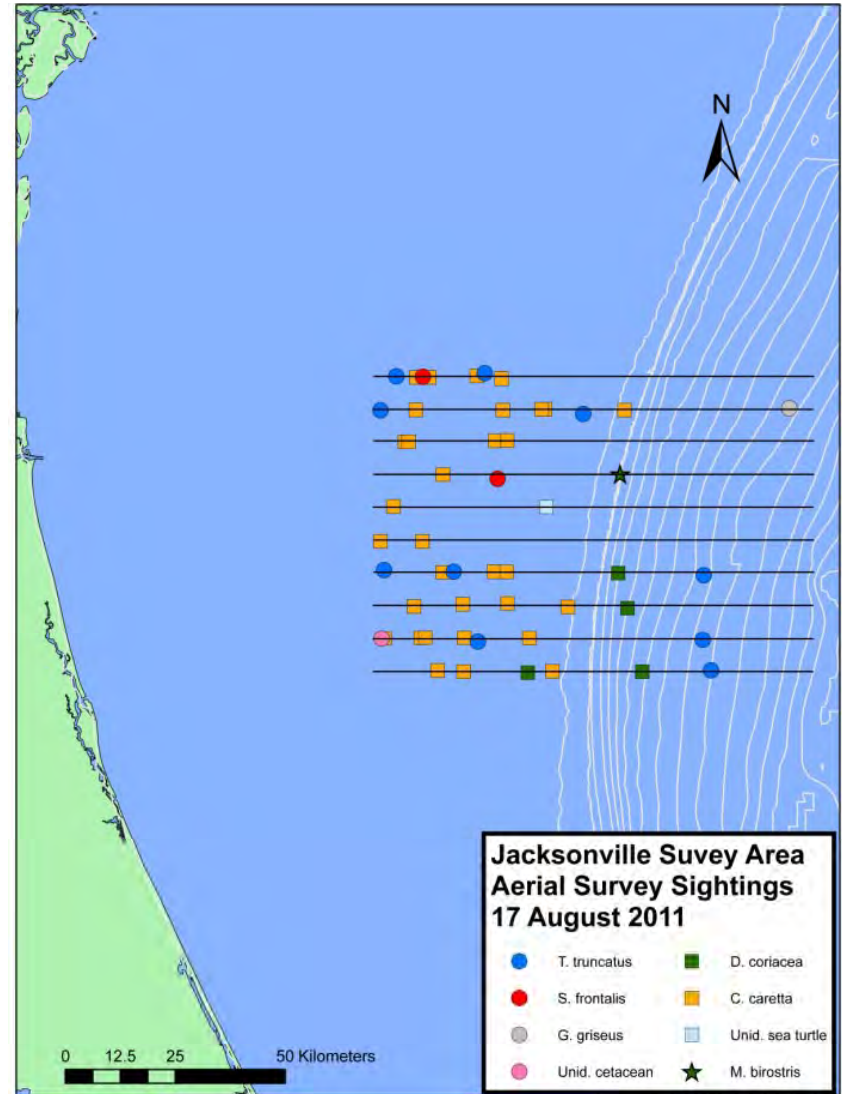 N
Jacksonville Suvey Area
Aerial Survey Sightings
17 August 2011
T. truncatus
D. coriacea
S. frontalis
C. caretta
G. griseus
Unid. sea turtle
Unid. cetacean
M. birostris
0 12.5 25 50 Kilometers